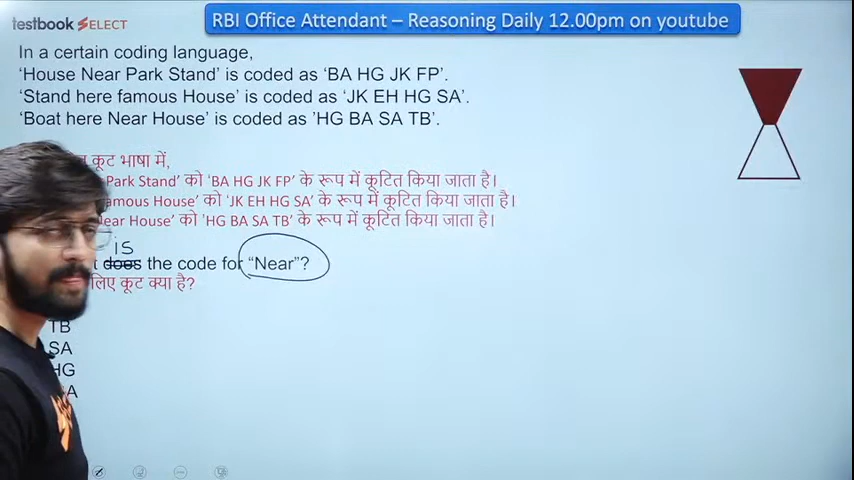 testbook SELECT
RBI Office Attendant – Reasoning Daily 12.00pm on youtube
In a certain coding language,
‘House Near Park Stand’ is coded as ‘BA HG JK FP’.
‘Stand here famous House’ is coded as ‘JK EH HG SA’.
‘Boat here Near House’ is coded as ’HG BA SA TB’.
कूट भाषा में,
Park Stand’ को ‘BA HG JK FP’ के रूप में कूटित किया जाता है।
famous House’ को ‘JK EH HG SA’ के रूप में कूटित किया जाता है।
Near House’ को ’HG BA SA TB’ के रूप में कूटित किया जाता है।
is
does the code for “Near”?
लिए कूट क्या है?
TB
SA
HG